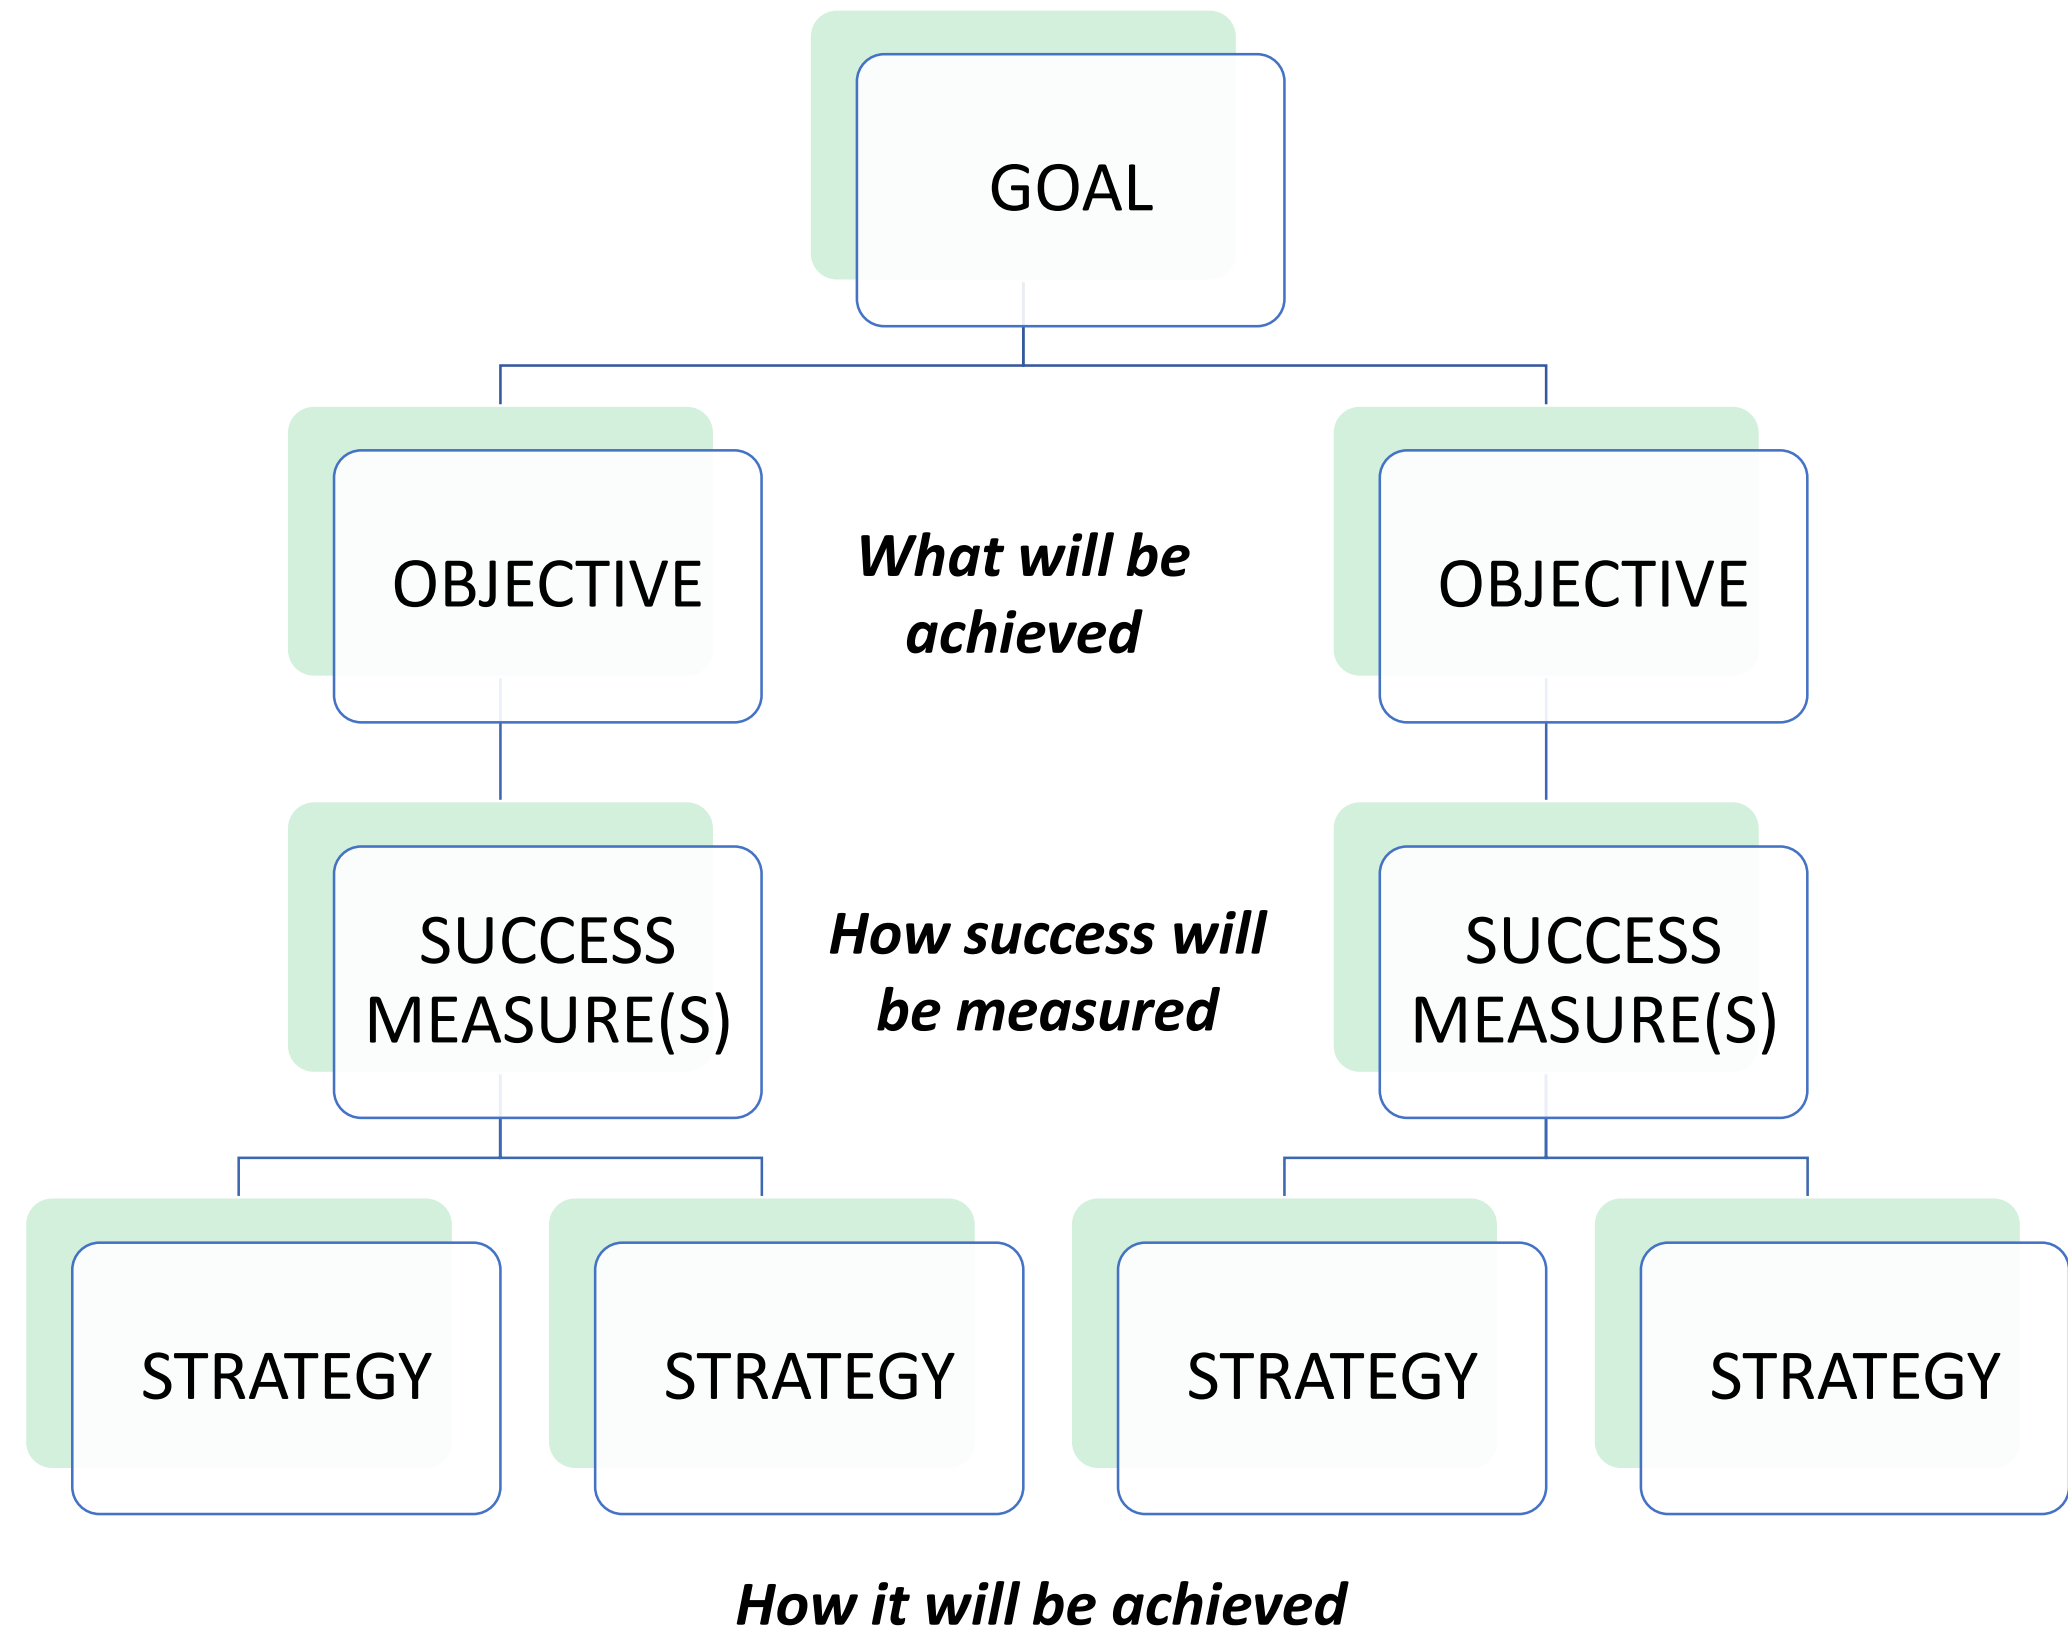 GOAL
OBJECTIVE
What will be
achieved
OBJECTIVE
SUCCESS
MEASURE(S)
How success will
be measured
SUCCESS
MEASURE(S)
STRATEGY
STRATEGY
STRATEGY
STRATEGY
How it will be achieved